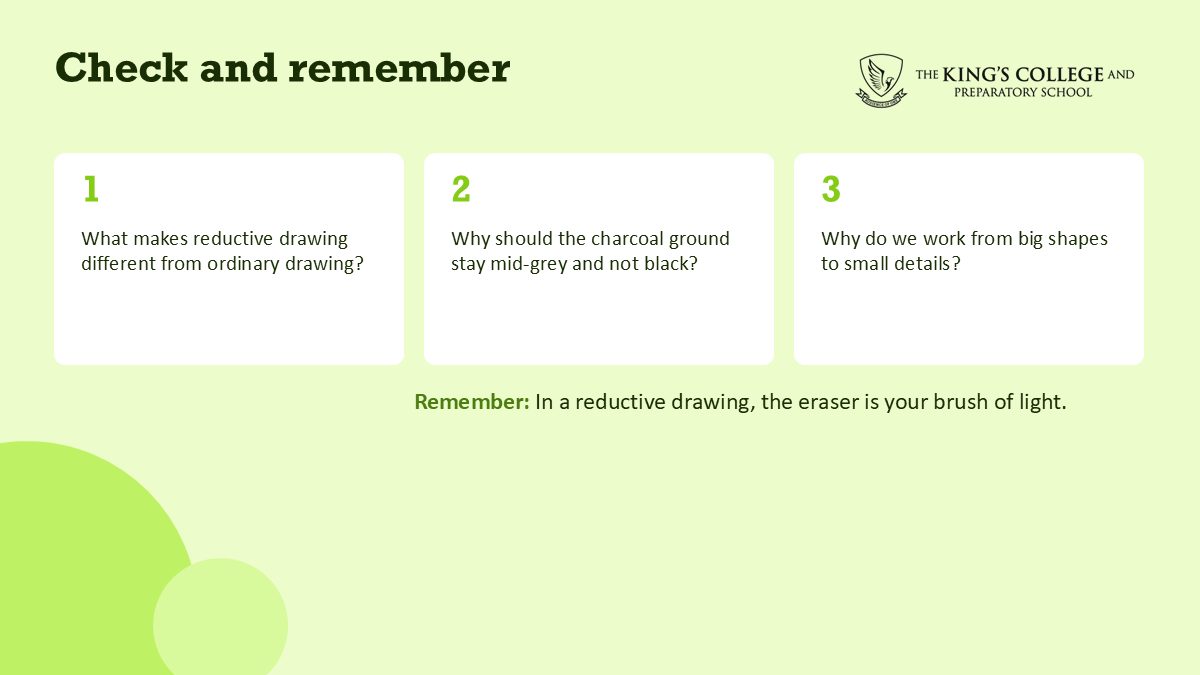 Check and remember
THE KING'S COLLEGE AND
PREPARATORY SCHOOL
1
What makes reductive drawing
different from ordinary drawing?
2
Why should the charcoal ground
stay mid-grey and not black?
3
Why do we work from big shapes
to small details?
Remember: In a reductive drawing, the eraser is your brush of light.